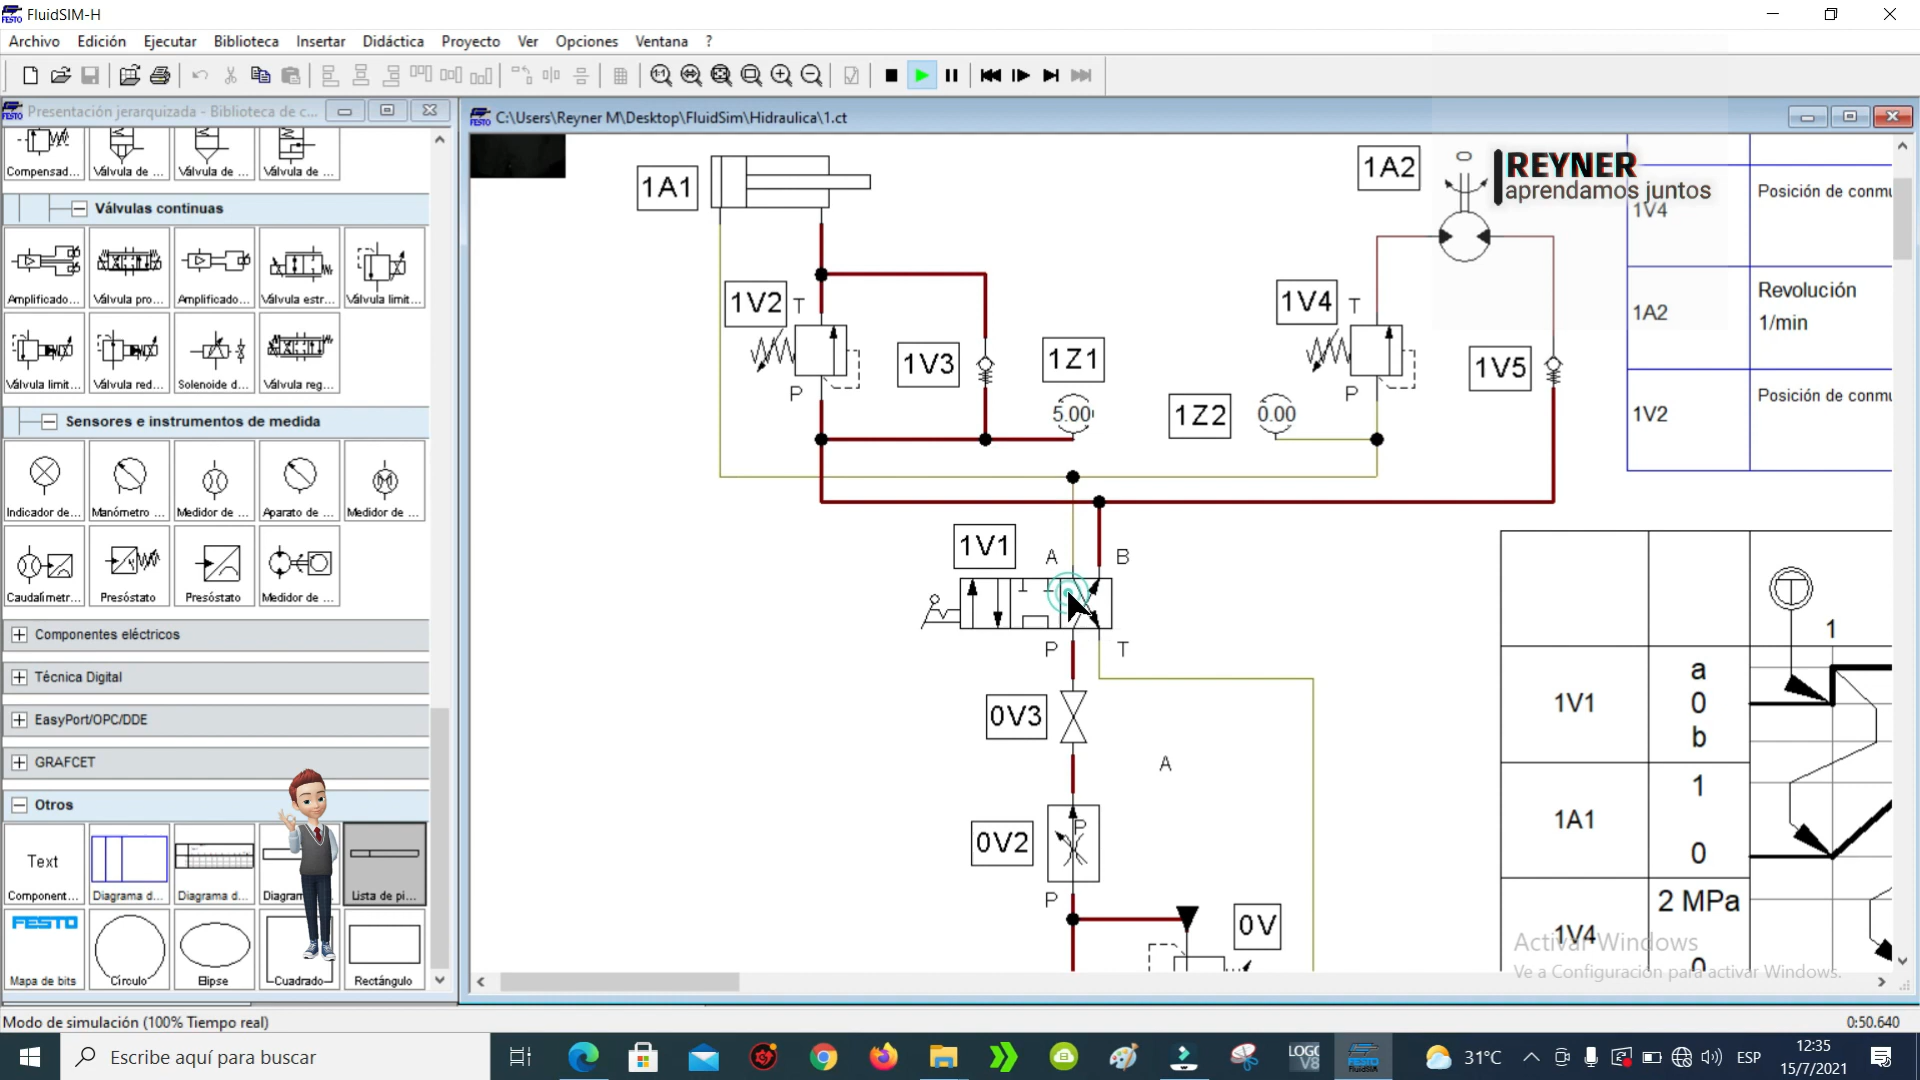 FluidSIM-H
Archivo Edición Ejecutar Biblioteca Insertar Didáctica Proyecto Ver Opciones Ventana ?
Presentación jerarquizada - Biblioteca de c...
C:\Users\Reyner M\Desktop\FluidSim\Hidraulica\1.ct
Compensad... Válvula de ... Válvula de ... Válvula de ...
Válvulas continuas
Amplificado... Válvula pro... Amplificado... Válvula estr... Válvula limit...
Válvula limit... Válvula red... Solenoide d... Válvula reg...
Sensores e instrumentos de medida
Indicador de... Manómetro ... Medidor de ... Aparato de ... Medidor de ...
Caudalímetr... Presóstato Presóstato Medidor de ...
Componentes eléctricos
Técnica Digital
EasyPort/OPC/DDE
GRAFCET
Otros
Text
Component... Diagrama d... Diagrama d... Diagram Lista de pi...
FESTO
Mapa de bits Círculo Elipse Cuadrado Rectángulo
1A1
1A2
REYNER
aprendamos juntos
1V2 T
P
1V3
1Z1
5.00
1Z2
0.00
1V4 T
P
1V5
1V1 A B
P T
0V3
A
0V2
P
P
0V
1V4 Posición de conmu
1A2 Revolución
1/min
1V2 Posición de conmu
T
1
1V1 a
0
b
1A1 1
0
1V4 2 MPa
0
Activar Windows
Ve a Configuración para activar Windows.
Modo de simulación (100% Tiempo real)
0:50.640
Escribe aquí para buscar
LOGO
V8
FESTO
FluidSIM
31°C
ESP
12:35
15/7/2021